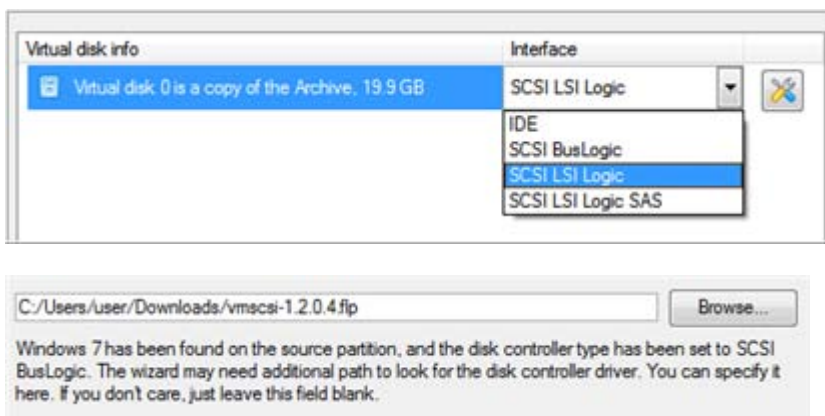 Virtual disk info Interface
Virtual disk 0 is a copy of the Archive, 19.9 GB SCSI LSI Logic
IDE
SCSI BusLogic
SCSI LSI Logic
SCSI LSI Logic SAS
C:/Users/user/Downloads/vmscsi-1.2.0.4.flp Browse...
Windows 7 has been found on the source partition, and the disk controller type has been set to SCSI
BusLogic. The wizard may need additional path to look for the disk controller driver. You can specify it
here. If you don't care, just leave this field blank.